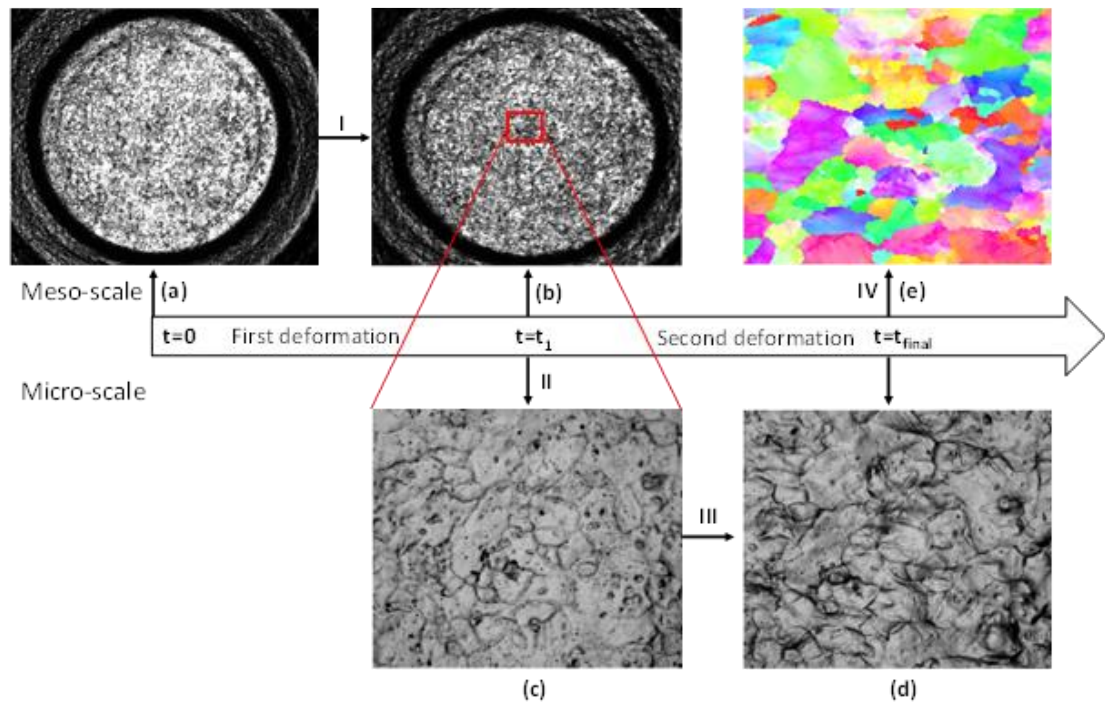 I
Meso-scale
(a)
(b)
IV
(e)
t=0
First deformation
t=t1
Second deformation
t=tfinal
Micro-scale
II
III
(c)
(d)